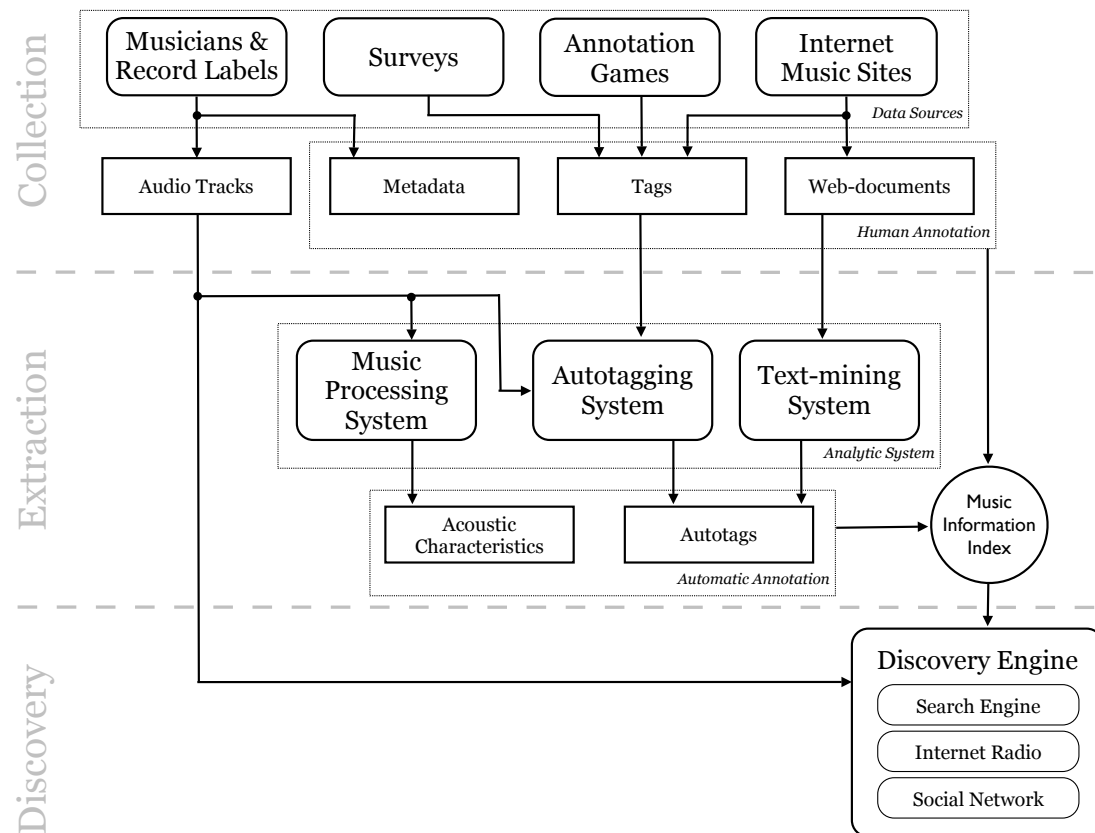 Collection
Musicians &
Record Labels
Surveys
Annotation
Games
Internet
Music Sites
Data Sources
Audio Tracks
Metadata
Tags
Web-documents
Human Annotation
Extraction
Music
Processing
System
Autotagging
System
Text-mining
System
Analytic System
Acoustic
Characteristics
Autotags
Automatic Annotation
Music
Information
Index
Discovery
Discovery Engine
Search Engine
Internet Radio
Social Network